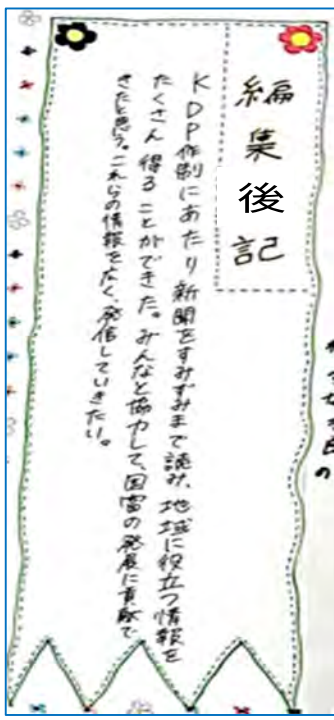 編集後記
KDP作制にあたり新聞をすみずみまで読み、地域に役立つ情報を
たくさん得ることができた。みんなと協力して、国富の発展に貢献で
きたと思う。これらの情報を広く、発信していきたい。